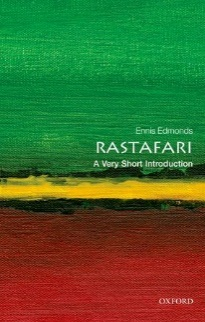 Ennis Edmonds
RASTAFARI
A Very Short Introduction
OXFORD